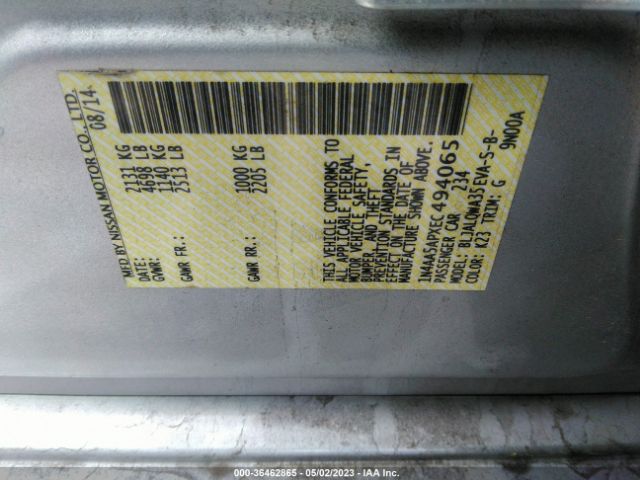 MFD BY NISSAN MOTOR CO., LTD.
DATE: 08/14
GVWR: 2131 KG
4698 LB
GAWR FR.: 1140 KG
2513 LB
GAWR RR.: 1000 KG
2205 LB
THIS VEHICLE CONFORMS TO
ALL APPLICABLE FEDERAL
MOTOR VEHICLE SAFETY,
BUMPER, AND THEFT
PREVENTION STANDARDS IN
EFFECT ON THE DATE OF
MANUFACTURE SHOWN ABOVE.
1N4AA5APXEC494065
PASSENGER CAR 234
MODEL: BLJALQWA35EVA-S-B-
COLOR: K23 TRIM: G 9N00A
© 36462865 - 05/02/2023 - IAA Inc.